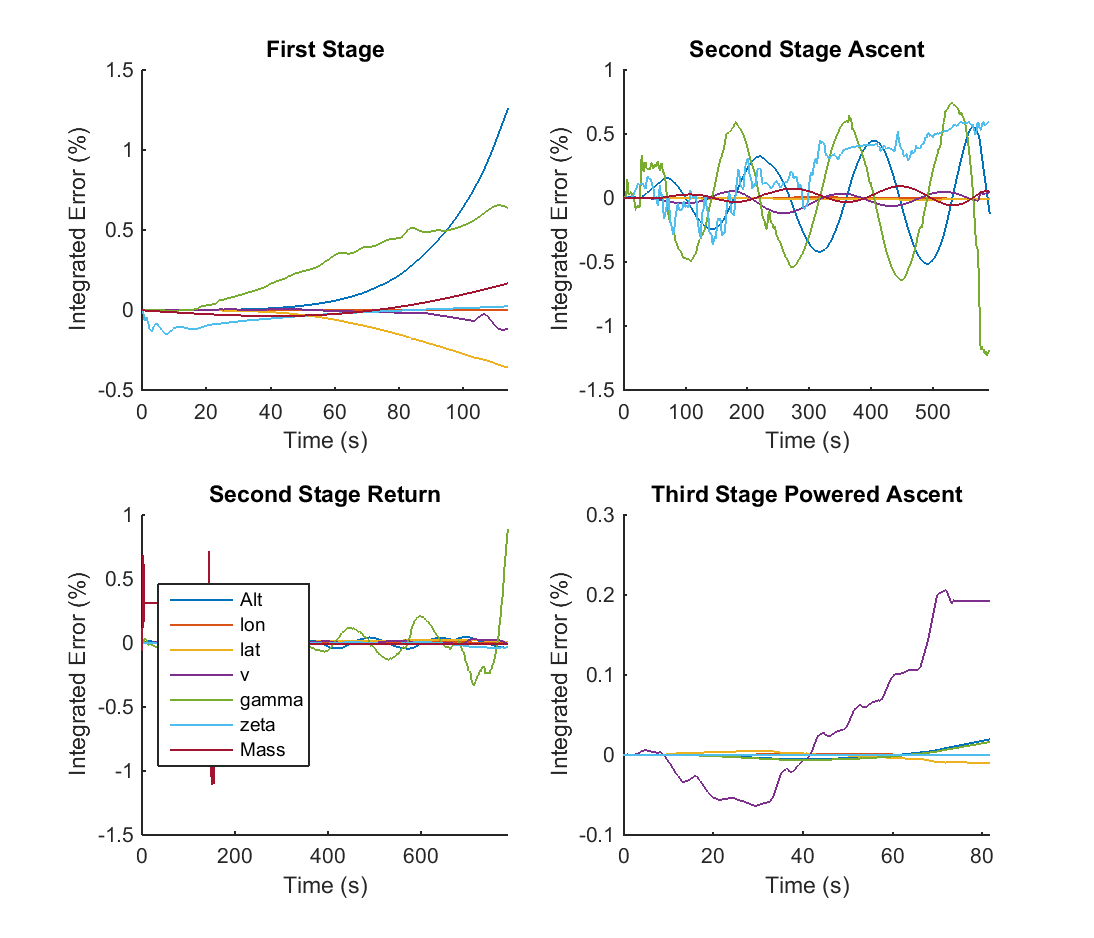 First Stage
1.5
1
0.5
0
-0.5
Integrated Error (%)
0 20 40 60 80 100
Time (s)
Second Stage Ascent
1
0.5
0
-0.5
-1
-1.5
Integrated Error (%)
0 100 200 300 400 500
Time (s)
Second Stage Return
1
0.5
0
-0.5
-1
-1.5
Integrated Error (%)
Alt
lon
lat
v
gamma
zeta
Mass
0 200 400 600
Time (s)
Third Stage Powered Ascent
0.3
0.2
0.1
0
-0.1
Integrated Error (%)
0 20 40 60 80
Time (s)